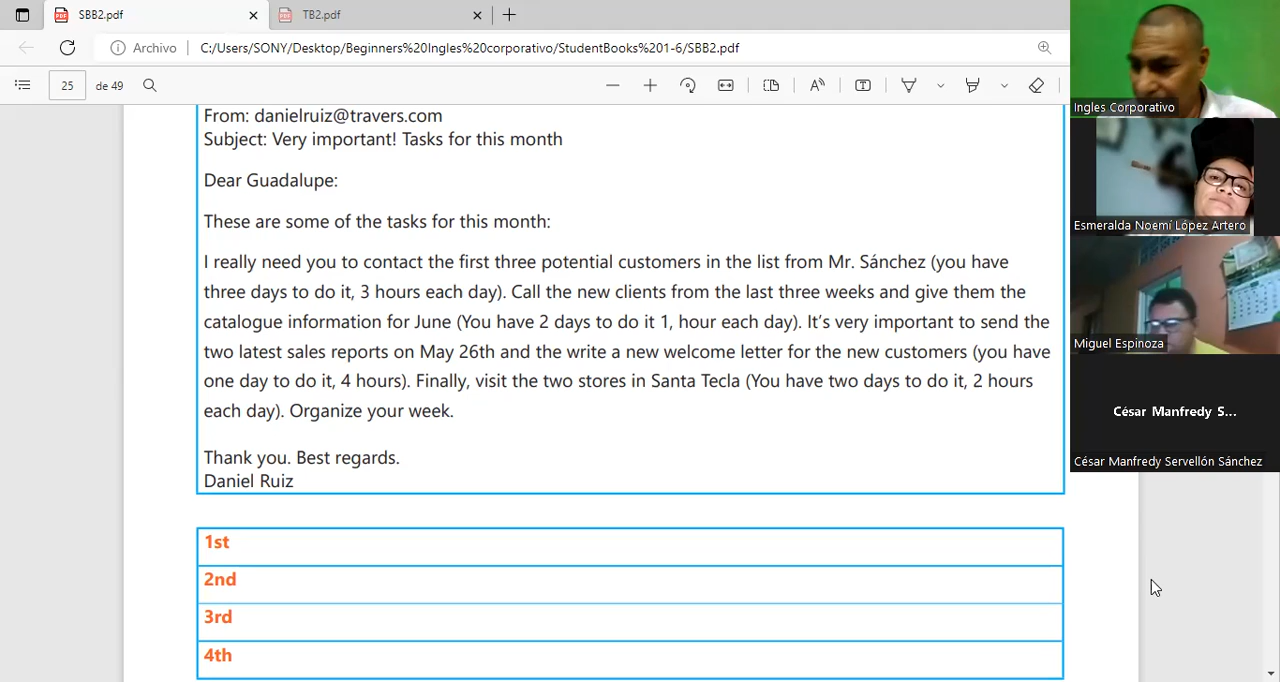 SBB2.pdf
TB2.pdf
Archivo
C:/Users/SONY/Desktop/Beginners%20Ingles%20corporativo/StudentBooks%201-6/SBB2.pdf
25 de 49
From: danielruiz@travers.com
Subject: Very important! Tasks for this month
Dear Guadalupe:
These are some of the tasks for this month:
I really need you to contact the first three potential customers in the list from Mr. Sánchez (you have
three days to do it, 3 hours each day). Call the new clients from the last three weeks and give them the
catalogue information for June (You have 2 days to do it 1, hour each day). It's very important to send the
two latest sales reports on May 26th and the write a new welcome letter for the new customers (you have
one day to do it, 4 hours). Finally, visit the two stores in Santa Tecla (You have two days to do it, 2 hours
each day). Organize your week.
Thank you. Best regards.
Daniel Ruiz
1st
2nd
3rd
4th
Ingles Corporativo
Esmeralda Noemí López Artero
Miguel Espinoza
César Manfredy S...
César Manfredy Servellón Sánchez